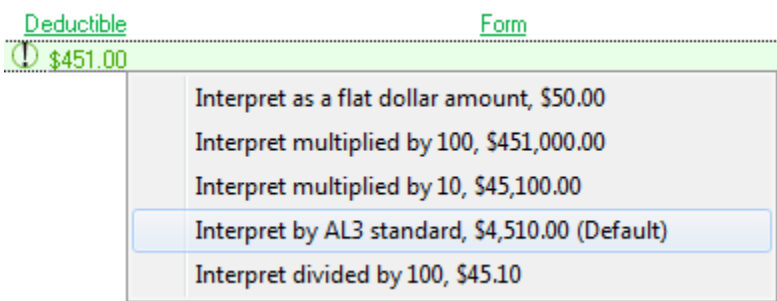 Deductible Form
$451.00
Interpret as a flat dollar amount, $50.00
Interpret multiplied by 100, $451,000.00
Interpret multiplied by 10, $45,100.00
Interpret by AL3 standard, $4,510.00 (Default)
Interpret divided by 100, $45.10